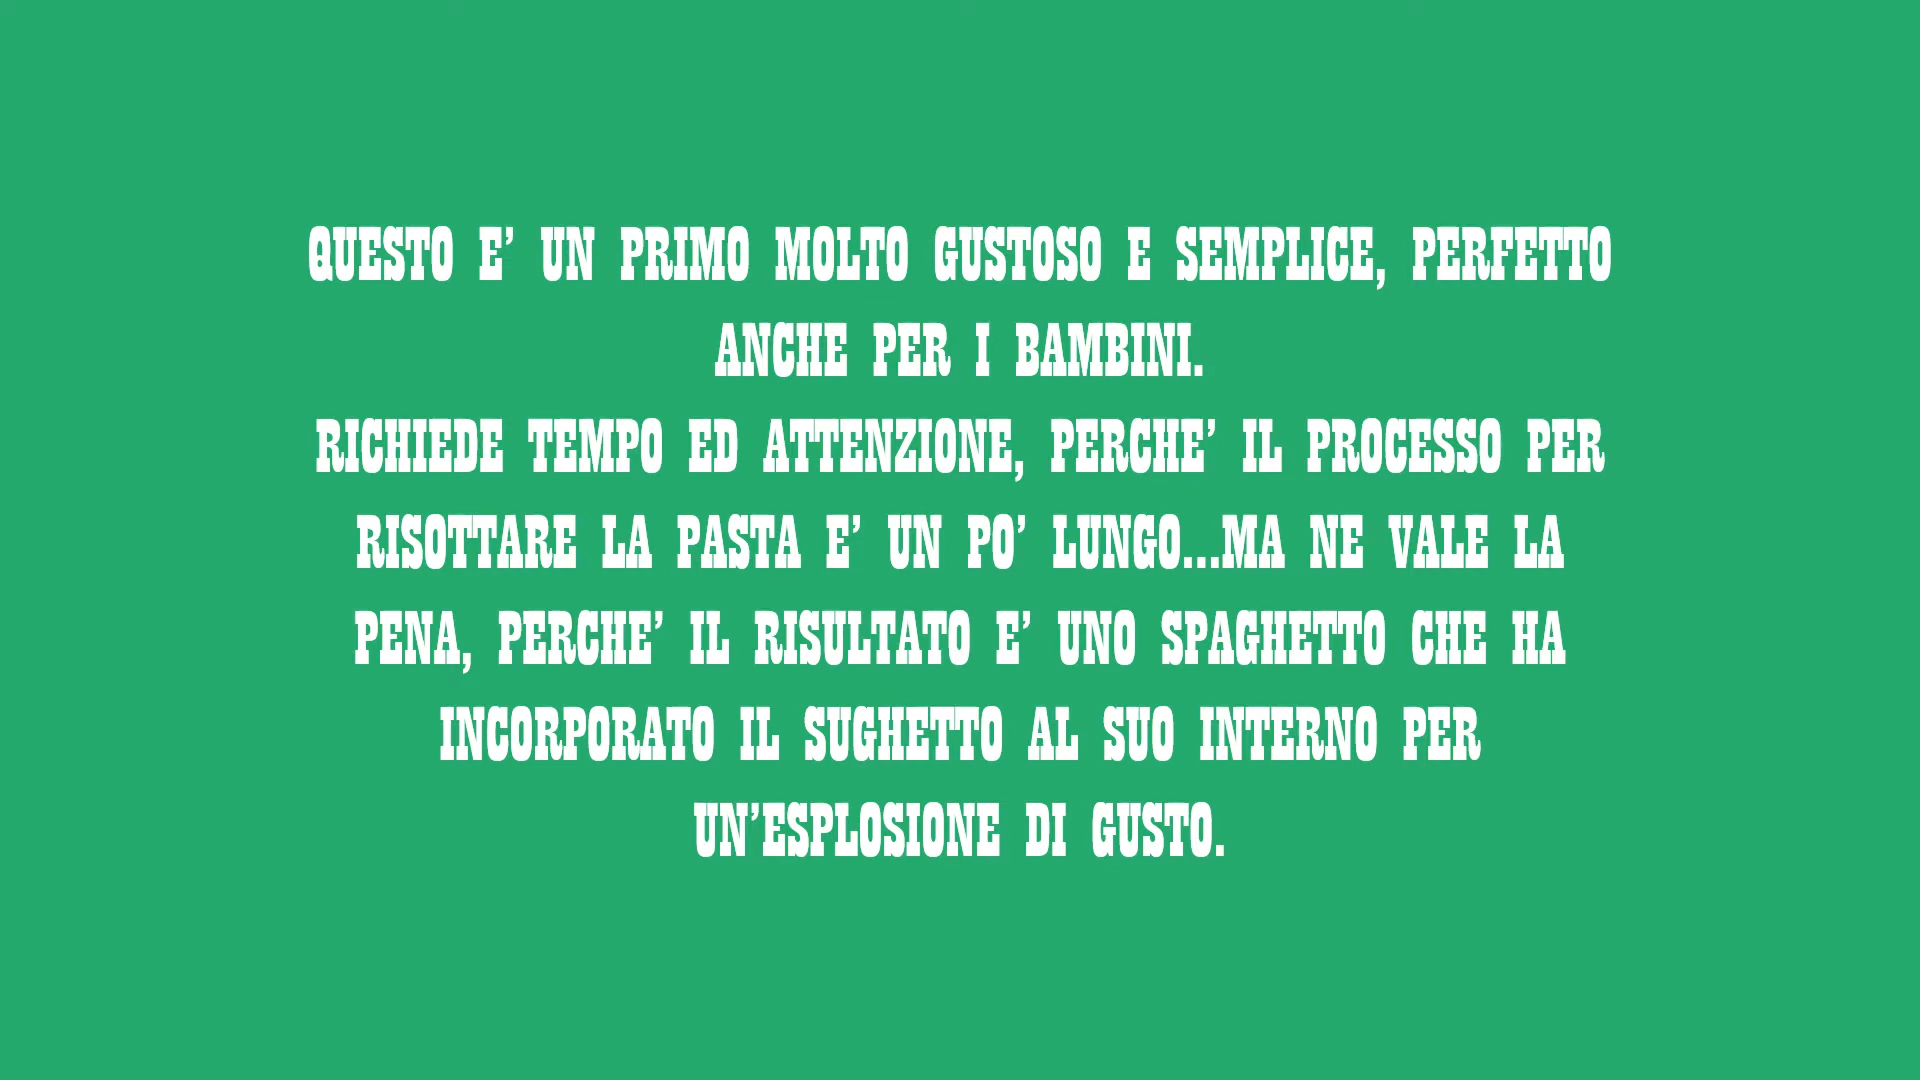 QUESTO E’ UN PRIMO MOLTO GUSTOSO E SEMPLICE, PERFETTO
ANCHE PER I BAMBINI.
RICHIEDE TEMPO ED ATTENZIONE, PERCHE’ IL PROCESSO PER
RISOTTARE LA PASTA E’ UN PO’ LUNGO...MA NE VALE LA
PENA, PERCHE’ IL RISULTATO E’ UNO SPAGHETTO CHE HA
INCORPORATO IL SUGHETTO AL SUO INTERNO PER
UN’ESPLOSIONE DI GUSTO.